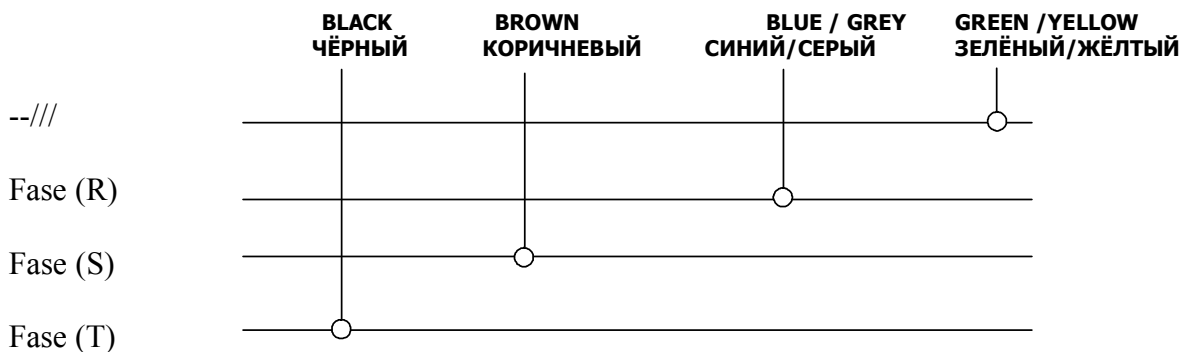 BLACK BROWN BLUE / GREY GREEN /YELLOW
ЧЁРНЫЙ КОРИЧНЕВЫЙ СИНИЙ/СЕРЫЙ ЗЕЛЁНЫЙ/ЖЁЛТЫЙ
--///
Fase (R)
Fase (S)
Fase (T)